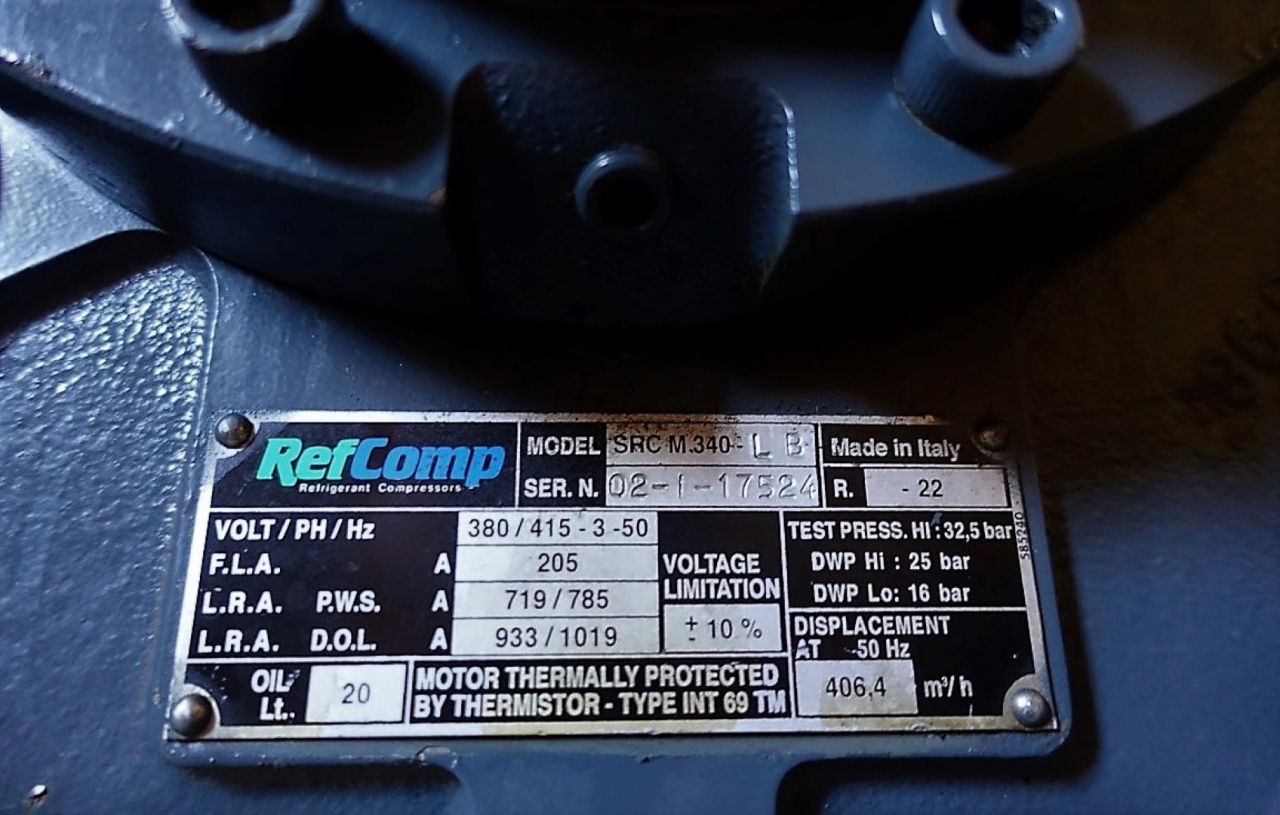 RefComp
Refrigerant Compressors
MODEL SRC M.340- L B
SER. N. 02-1-17524
Made in Italy
R. - 22
VOLT / PH / Hz 380 / 415 - 3 -50
F.L.A. A 205
L.R.A. P.W.S. A 719 / 785
L.R.A. D.O.L. A 933 / 1019
VOLTAGE
LIMITATION
± 10 %
TEST PRESS. HI : 32,5 bar
DWP Hi : 25 bar
DWP Lo: 16 bar
585240
DISPLACEMENT
AT -50 Hz
406,4 m³/ h
OIL
Lt. 20
MOTOR THERMALLY PROTECTED
BY THERMISTOR - TYPE INT 69 TM